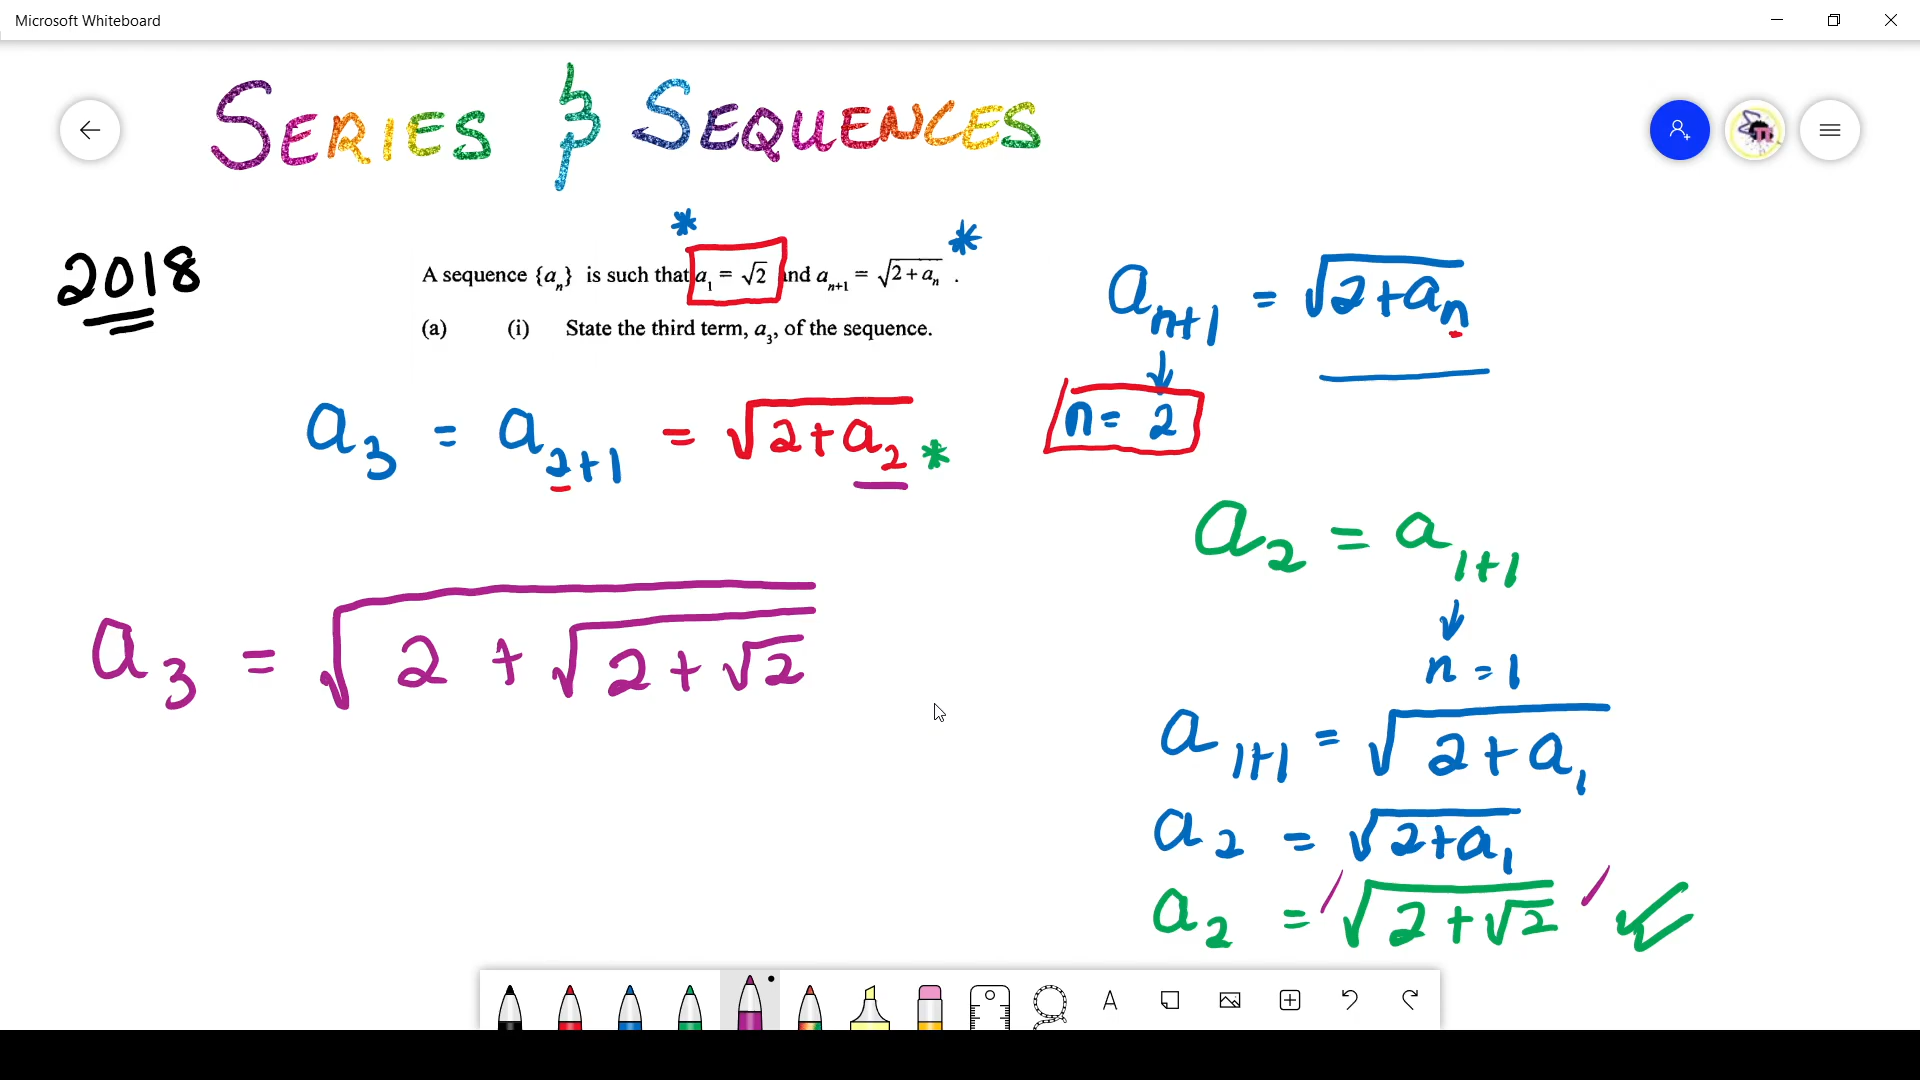 Microsoft Whiteboard
SERIES & SEQUENCES
2018
A sequence {aₙ} is such that a₁ = √2 and aₙ₊₁ = √(2 + aₙ) .
(a) (i) State the third term, a₃, of the sequence.
a₃ = a₂₊₁ = √(2 + a₂) *
a₃ = √(2 + √(2 + √2))
aₙ₊₁ = √(2 + aₙ)
n = 2
a₂ = a₁₊₁
n = 1
a₁₊₁ = √(2 + a₁)
a₂ = √(2 + a₁)
a₂ = √(2 + √2) ✓